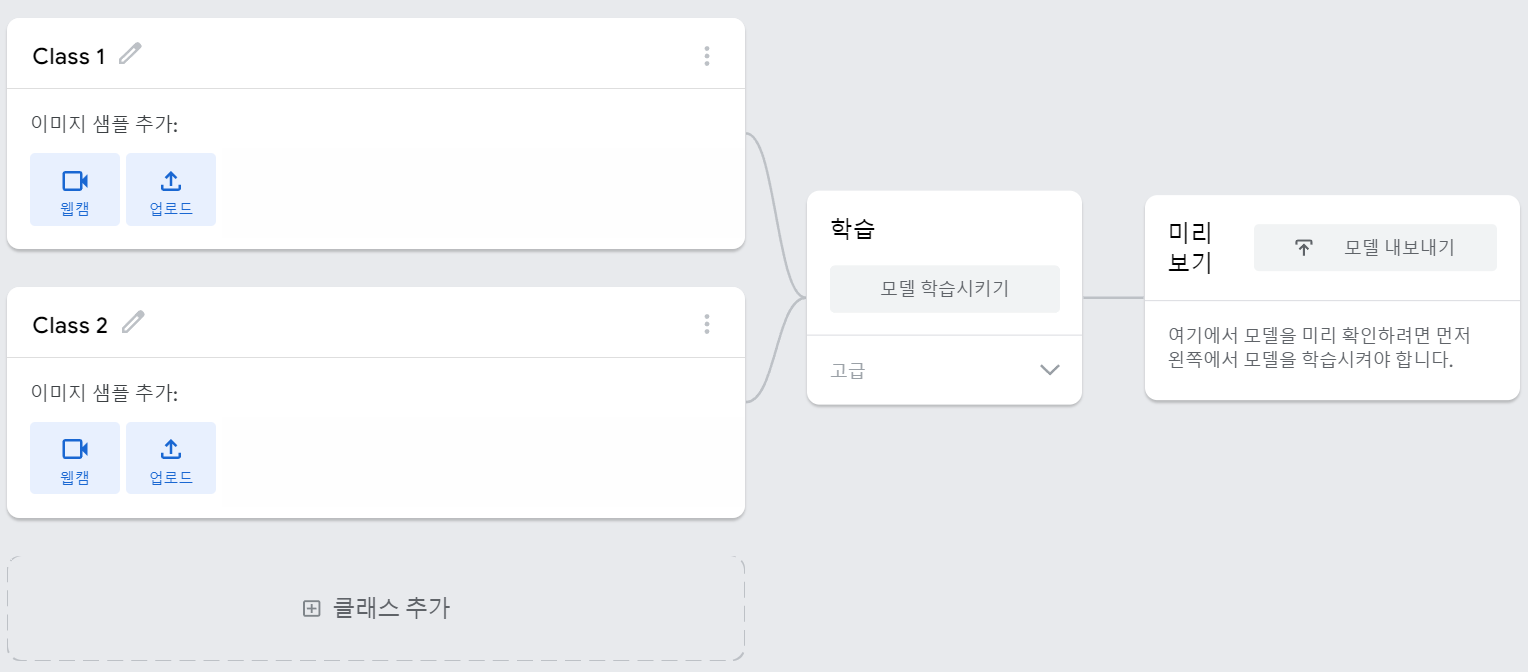 Class 1
이미지 샘플 추가:
웹캠
업로드
Class 2
이미지 샘플 추가:
웹캠
업로드
클래스 추가
학습
모델 학습시키기
고급
미리
보기
모델 내보내기
여기에서 모델을 미리 확인하려면 먼저
왼쪽에서 모델을 학습시켜야 합니다.